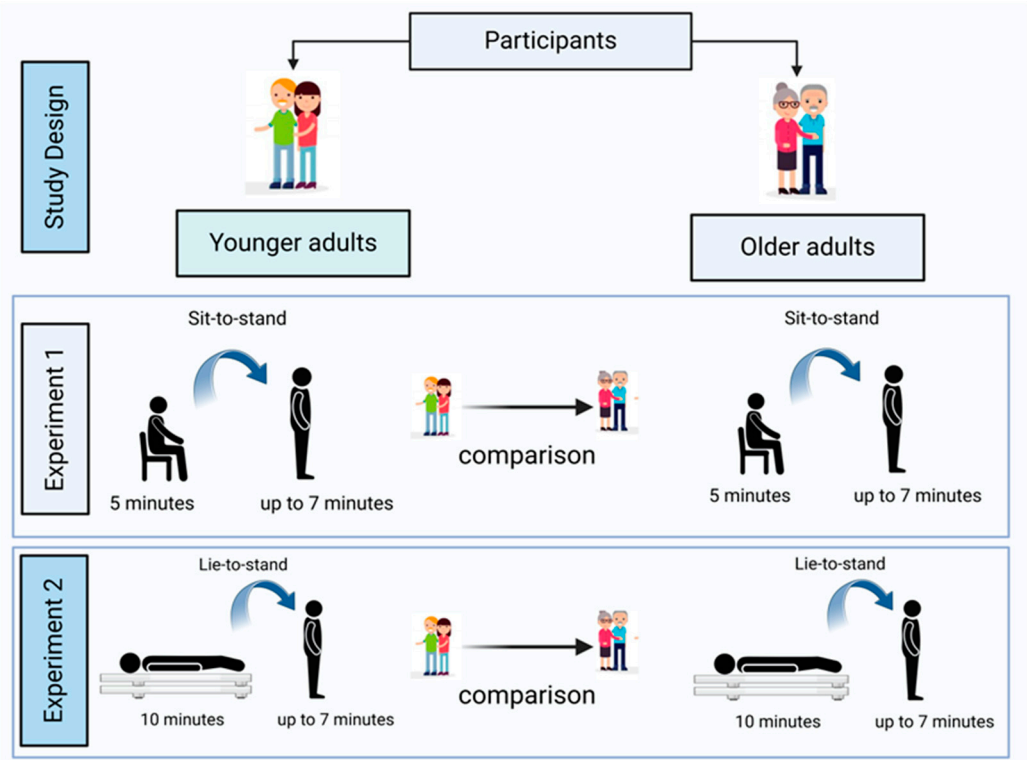 Participants
Study Design
Younger adults
Older adults
Experiment 1
Sit-to-stand
5 minutes
up to 7 minutes
comparison
Sit-to-stand
5 minutes
up to 7 minutes
Experiment 2
Lie-to-stand
10 minutes
up to 7 minutes
comparison
Lie-to-stand
10 minutes
up to 7 minutes